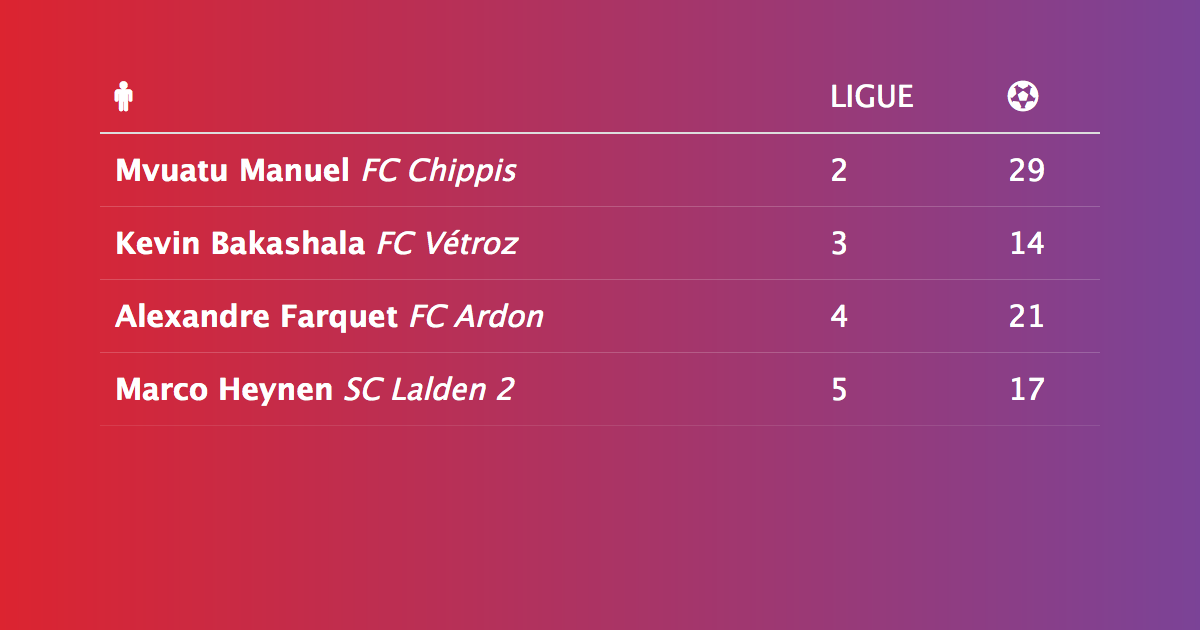 LIGUE
Mvuatu Manuel FC Chippis 2 29
Kevin Bakashala FC Vétroz 3 14
Alexandre Farquet FC Ardon 4 21
Marco Heynen SC Lalden 2 5 17